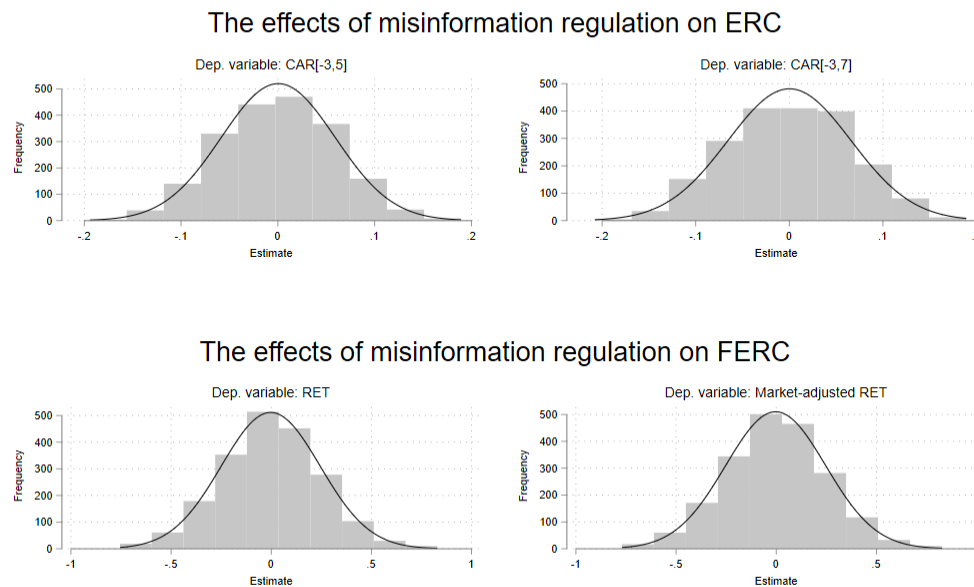 The effects of misinformation regulation on ERC
Dep. variable: CAR[-3,5]
500
400
300
200
100
0
Frequency
-.2 -.1 0 .1 .2
Estimate
Dep. variable: CAR[-3,7]
500
400
300
200
100
0
Frequency
-.2 -.1 0 .1
Estimate
The effects of misinformation regulation on FERC
Dep. variable: RET
500
400
300
200
100
0
Frequency
-1 -.5 0 .5 1
Estimate
Dep. variable: Market-adjusted RET
500
400
300
200
100
0
Frequency
-1 -.5 0 .5
Estimate